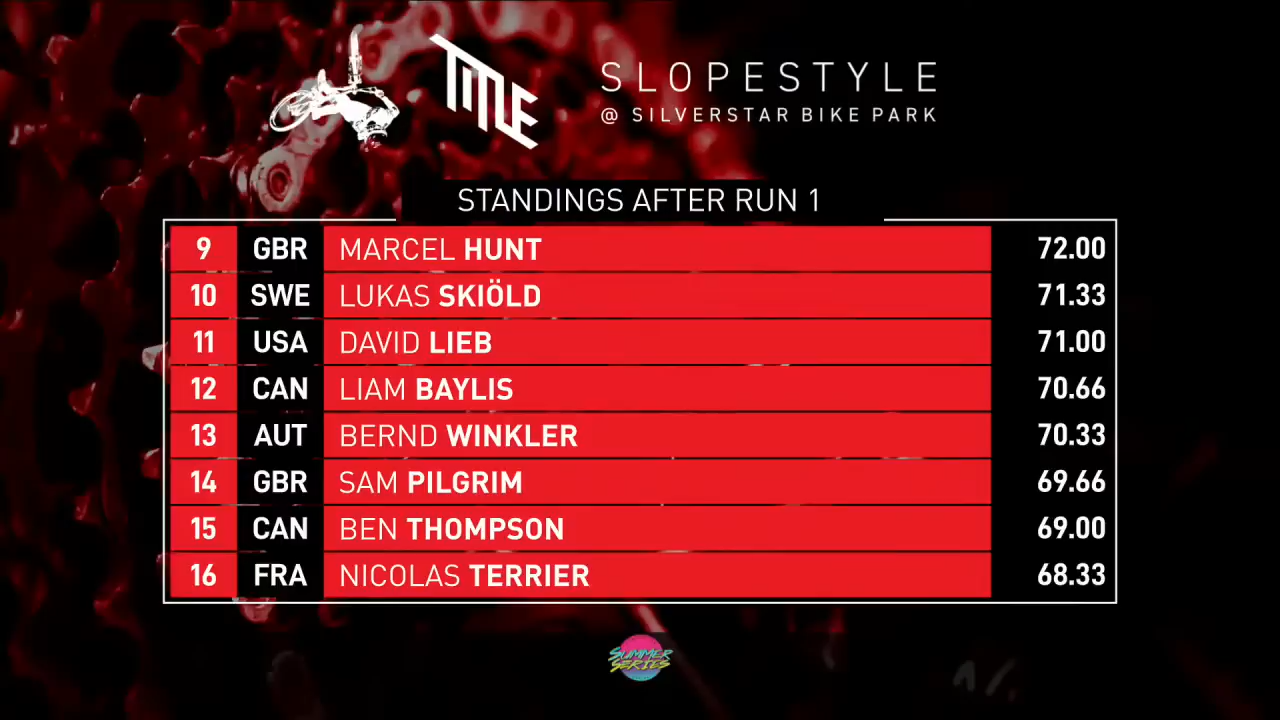 TITLE
SLOPESTYLE
@ SILVERSTAR BIKE PARK
STANDINGS AFTER RUN 1
9 GBR MARCEL HUNT 72.00
10 SWE LUKAS SKIÖLD 71.33
11 USA DAVID LIEB 71.00
12 CAN LIAM BAYLIS 70.66
13 AUT BERND WINKLER 70.33
14 GBR SAM PILGRIM 69.66
15 CAN BEN THOMPSON 69.00
16 FRA NICOLAS TERRIER 68.33
SUMMER
SERIES